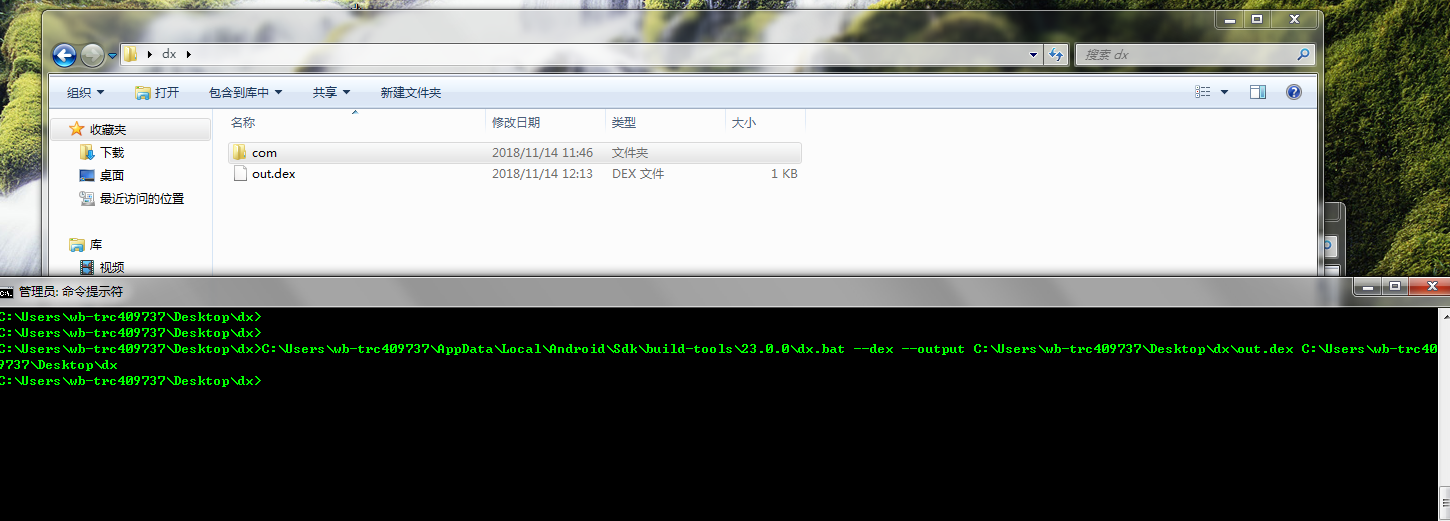 dx
搜索 dx
组织 打开 包含到库中 共享 新建文件夹
名称 修改日期 类型 大小
收藏夹
com 2018/11/14 11:46 文件夹
下载
out.dex 2018/11/14 12:13 DEX 文件 1 KB
桌面
最近访问的位置
库
视频
管理员: 命令提示符
C:\Users\wb-trc409737\Desktop\dx>
C:\Users\wb-trc409737\Desktop\dx>
C:\Users\wb-trc409737\Desktop\dx>C:\Users\wb-trc409737\AppData\Local\Android\Sdk\build-tools\23.0.0\dx.bat --dex --output C:\Users\wb-trc409737\Desktop\dx\out.dex C:\Users\wb-trc40
9737\Desktop\dx
C:\Users\wb-trc409737\Desktop\dx>